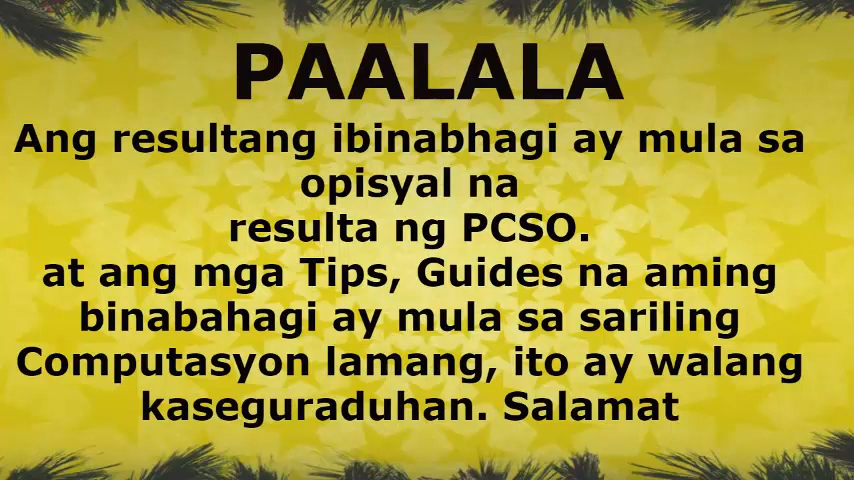 PAALALA
Ang resultang ibinabhagi ay mula sa
opisyal na
resulta ng PCSO.
at ang mga Tips, Guides na aming
binabahagi ay mula sa sariling
Computasyon lamang, ito ay walang
kaseguraduhan. Salamat